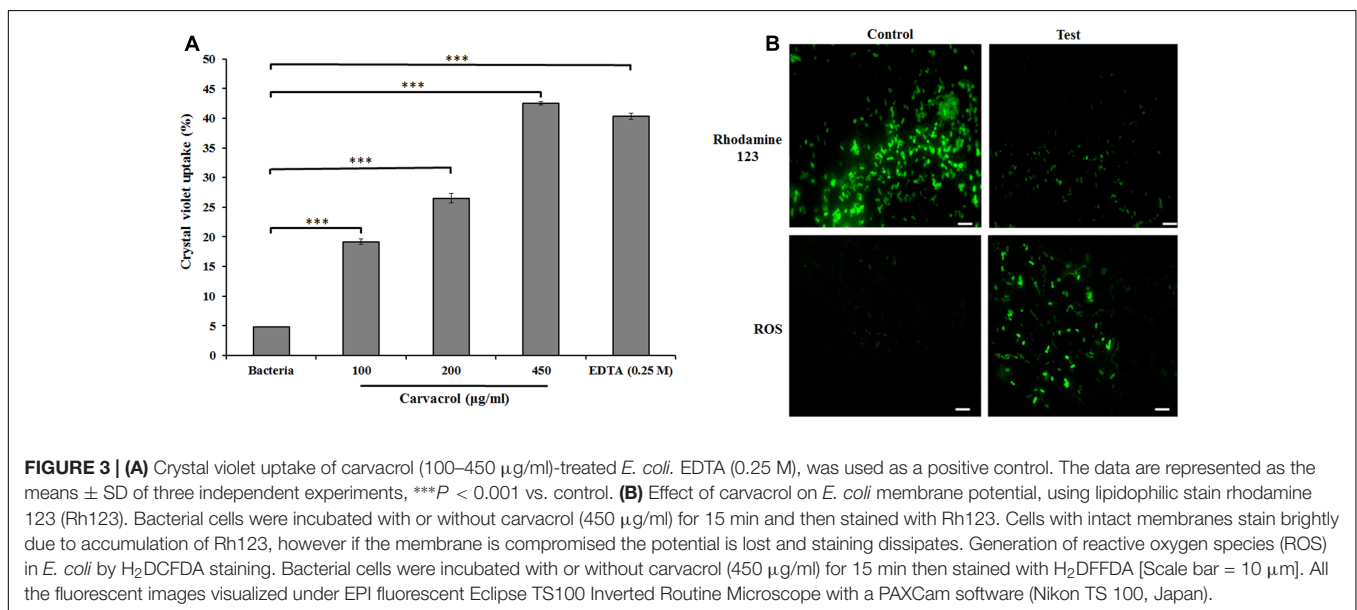 A
B
Control
Test
50
45
40
35
30
25
20
15
10
5
0
Crystal violet uptake (%)
***
***
***
***
Bacteria
100
200
450
EDTA (0.25 M)
Carvacrol (µg/ml)
Rhodamine
123
ROS
FIGURE 3 | (A) Crystal violet uptake of carvacrol (100–450 µg/ml)-treated E. coli. EDTA (0.25 M), was used as a positive control. The data are represented as the
means ± SD of three independent experiments, ***P < 0.001 vs. control. (B) Effect of carvacrol on E. coli membrane potential, using lipidophilic stain rhodamine
123 (Rh123). Bacterial cells were incubated with or without carvacrol (450 µg/ml) for 15 min and then stained with Rh123. Cells with intact membranes stain brightly
due to accumulation of Rh123, however if the membrane is compromised the potential is lost and staining dissipates. Generation of reactive oxygen species (ROS)
in E. coli by H₂DCFDA staining. Bacterial cells were incubated with or without carvacrol (450 µg/ml) for 15 min then stained with H₂DFFDA [Scale bar = 10 µm]. All
the fluorescent images visualized under EPI fluorescent Eclipse TS100 Inverted Routine Microscope with a PAXCam software (Nikon TS 100, Japan).